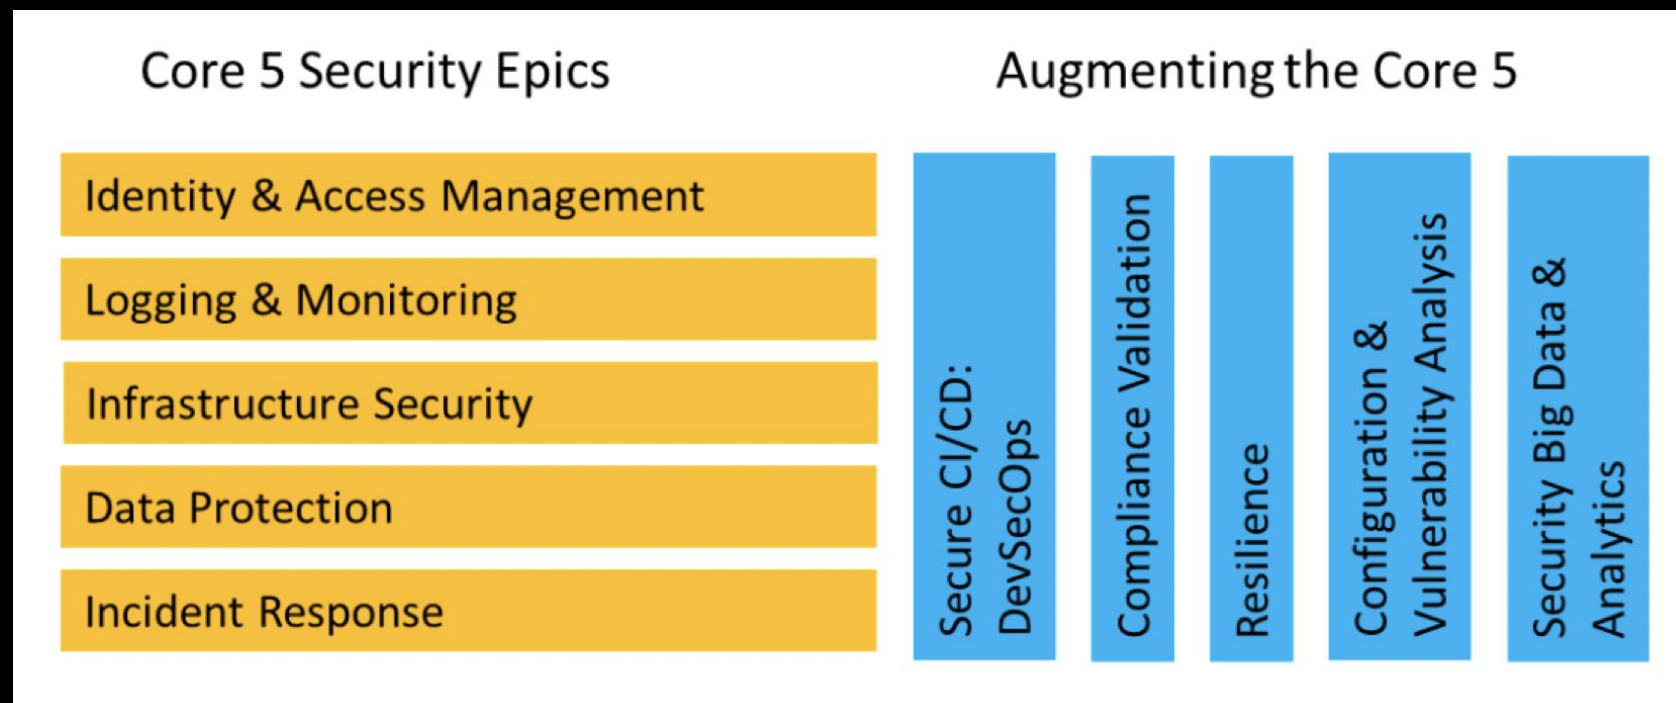 Core 5 Security Epics
Augmenting the Core 5
Identity & Access Management
Logging & Monitoring
Infrastructure Security
Data Protection
Incident Response
Secure CI/CD:
DevSecOps
Compliance Validation
Resilience
Configuration &
Vulnerability Analysis
Security Big Data &
Analytics